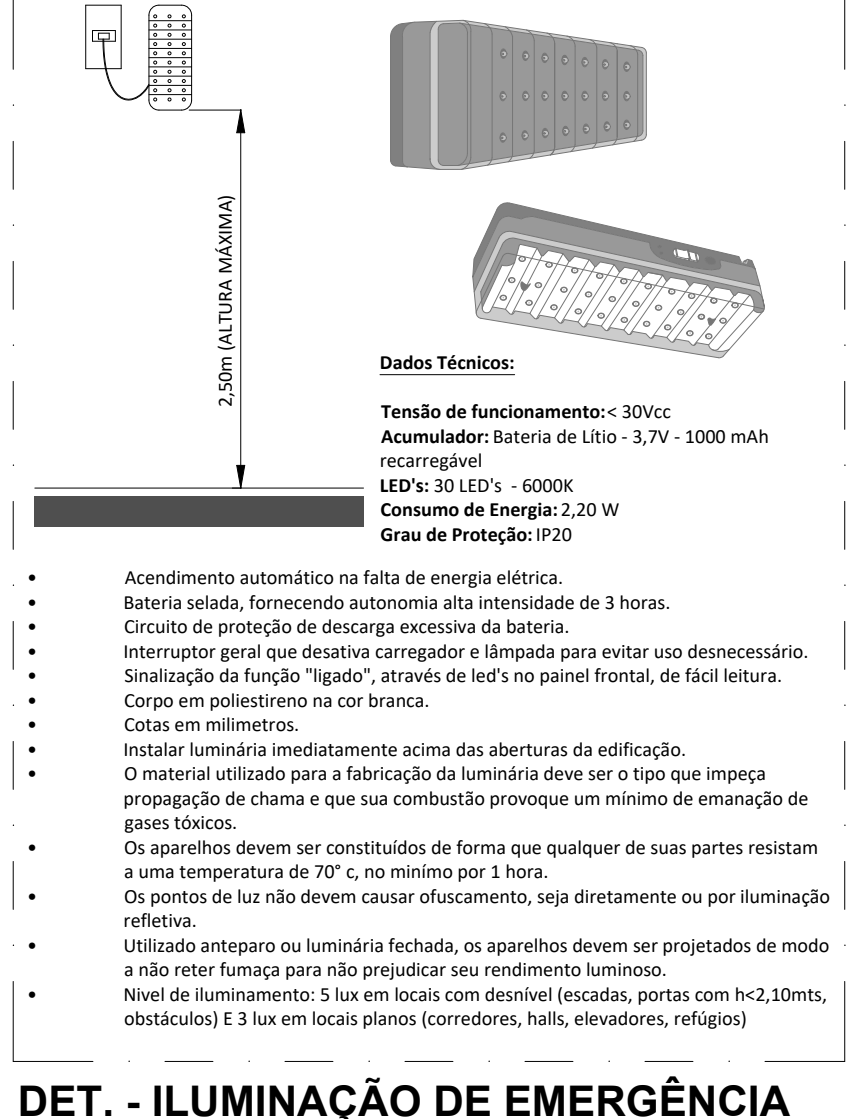 2,50m (ALTURA MÁXIMA)
Dados Técnicos:
Tensão de funcionamento:< 30Vcc
Acumulador: Bateria de Lítio - 3,7V - 1000 mAh
recarregável
LED's: 30 LED's - 6000K
Consumo de Energia: 2,20 W
Grau de Proteção: IP20
• Acendimento automático na falta de energia elétrica.
• Bateria selada, fornecendo autonomia alta intensidade de 3 horas.
• Circuito de proteção de descarga excessiva da bateria.
• Interruptor geral que desativa carregador e lâmpada para evitar uso desnecessário.
• Sinalização da função "ligado", através de led's no painel frontal, de fácil leitura.
• Corpo em poliestireno na cor branca.
• Cotas em milimetros.
• Instalar luminária imediatamente acima das aberturas da edificação.
• O material utilizado para a fabricação da luminária deve ser o tipo que impeça
propagação de chama e que sua combustão provoque um mínimo de emanação de
gases tóxicos.
• Os aparelhos devem ser constituídos de forma que qualquer de suas partes resistam
a uma temperatura de 70° c, no minímo por 1 hora.
• Os pontos de luz não devem causar ofuscamento, seja diretamente ou por iluminação
refletiva.
• Utilizado anteparo ou luminária fechada, os aparelhos devem ser projetados de modo
a não reter fumaça para não prejudicar seu rendimento luminoso.
• Nivel de iluminamento: 5 lux em locais com desnível (escadas, portas com h<2,10mts,
obstáculos) E 3 lux em locais planos (corredores, halls, elevadores, refúgios)
DET. - ILUMINAÇÃO DE EMERGÊNCIA